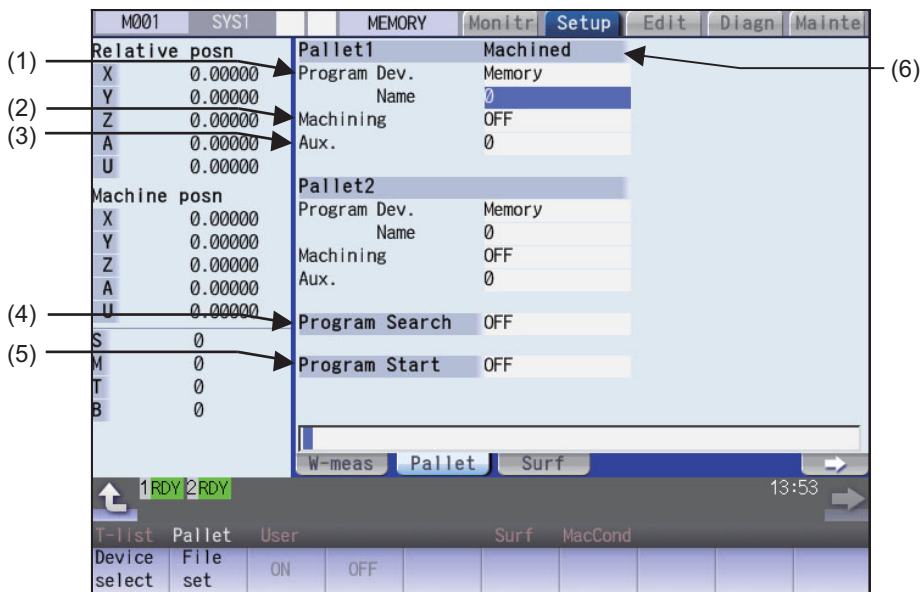 M001 SYS1 MEMORY Monitr Setup Edit Diagn Mainte
Relative posn
X 0.00000
Y 0.00000
Z 0.00000
A 0.00000
U 0.00000
Machine posn
X 0.00000
Y 0.00000
Z 0.00000
A 0.00000
U 0.00000
S 0
M 0
T 0
B 0
Pallet1 Machined
Program Dev. Memory
Name 0
Machining OFF
Aux. 0
Pallet2
Program Dev. Memory
Name 0
Machining OFF
Aux. 0
Program Search OFF
Program Start OFF
(1)
(2)
(3)
(4)
(5)
(6)
W-meas Pallet Surf
1 RDY 2 RDY 13:53
T-list Pallet User Surf MacCond
Device select
File set
ON
OFF